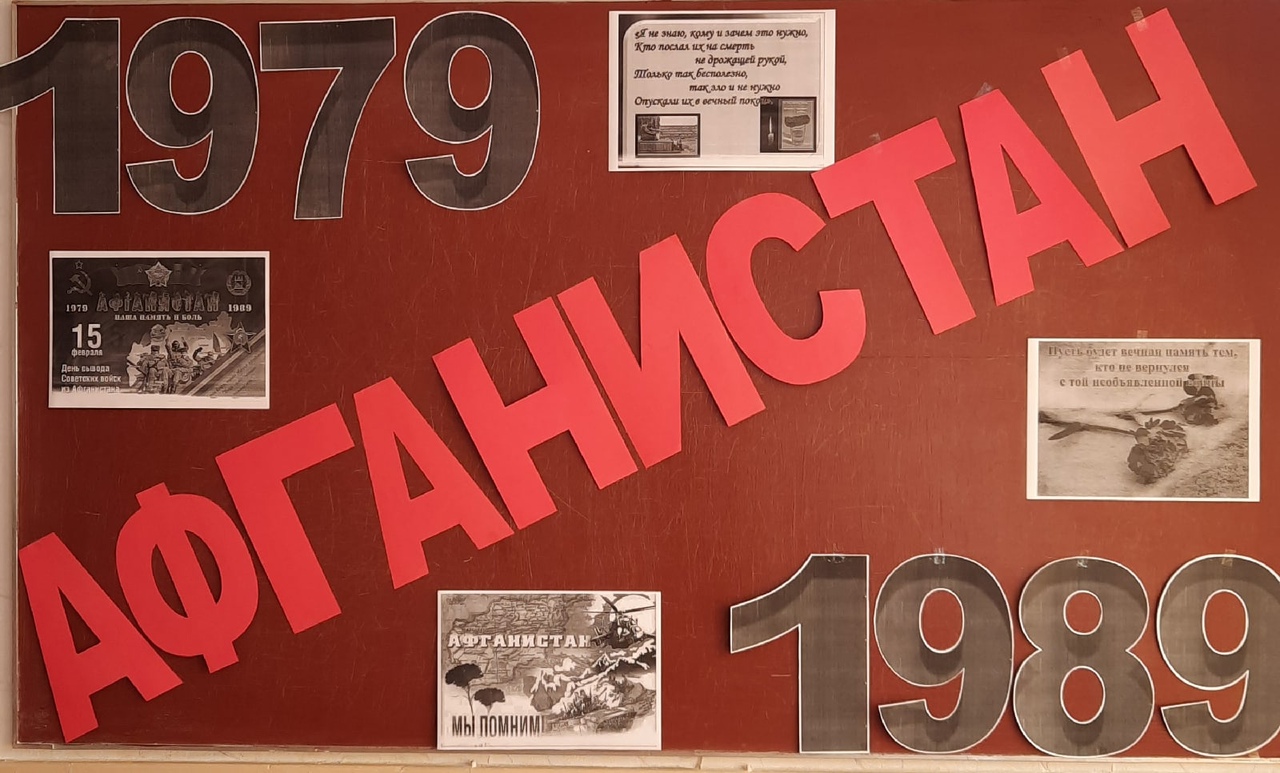 1979
«Я не знаю, кому и зачем это нужно,
Кто послал их на смерть
не дрожащей рукой,
Только так бесполезно,
так зло и не нужно
Опускали их в вечный покой».
АФГАНИСТАН
1979 АФГАНИСТАН 1989
НАША ПАМЯТЬ И БОЛЬ
15
февраля
День вывода
Советских войск
из Афганистана
Пусть будет вечная память тем,
кто не вернулся
с той необъявленной войны
АФГАНИСТАН
МЫ ПОМНИМ!
1989